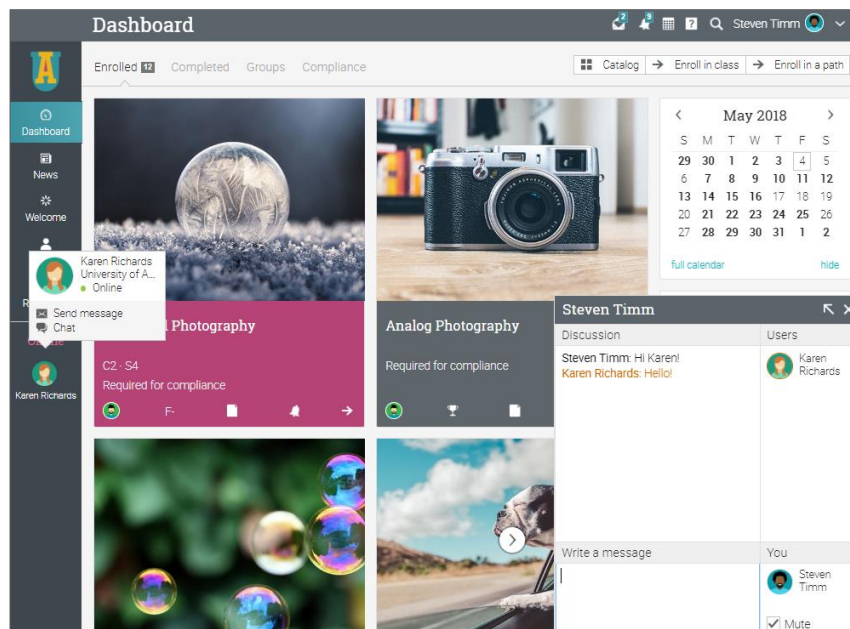 Dashboard
2
9
?
Steven Timm
A
Enrolled 12
Completed
Groups
Compliance
Catalog
Enroll in class
Enroll in a path
Dashboard
News
Welcome
Karen Richards
University of A...
Online
Send message
Chat
Karen Richards
Photography
C2 · S4
Required for compliance
F-
Analog Photography
Required for compliance
May 2018
S M T W T F S
29 30 1 2 3 4 5
6 7 8 9 10 11 12
13 14 15 16 17 18 19
20 21 22 23 24 25 26
27 28 29 30 31 1 2
full calendar
hide
Steven Timm
Discussion
Users
Steven Timm: Hi Karen!
Karen Richards: Hello!
Karen
Richards
Write a message
You
Steven
Timm
Mute